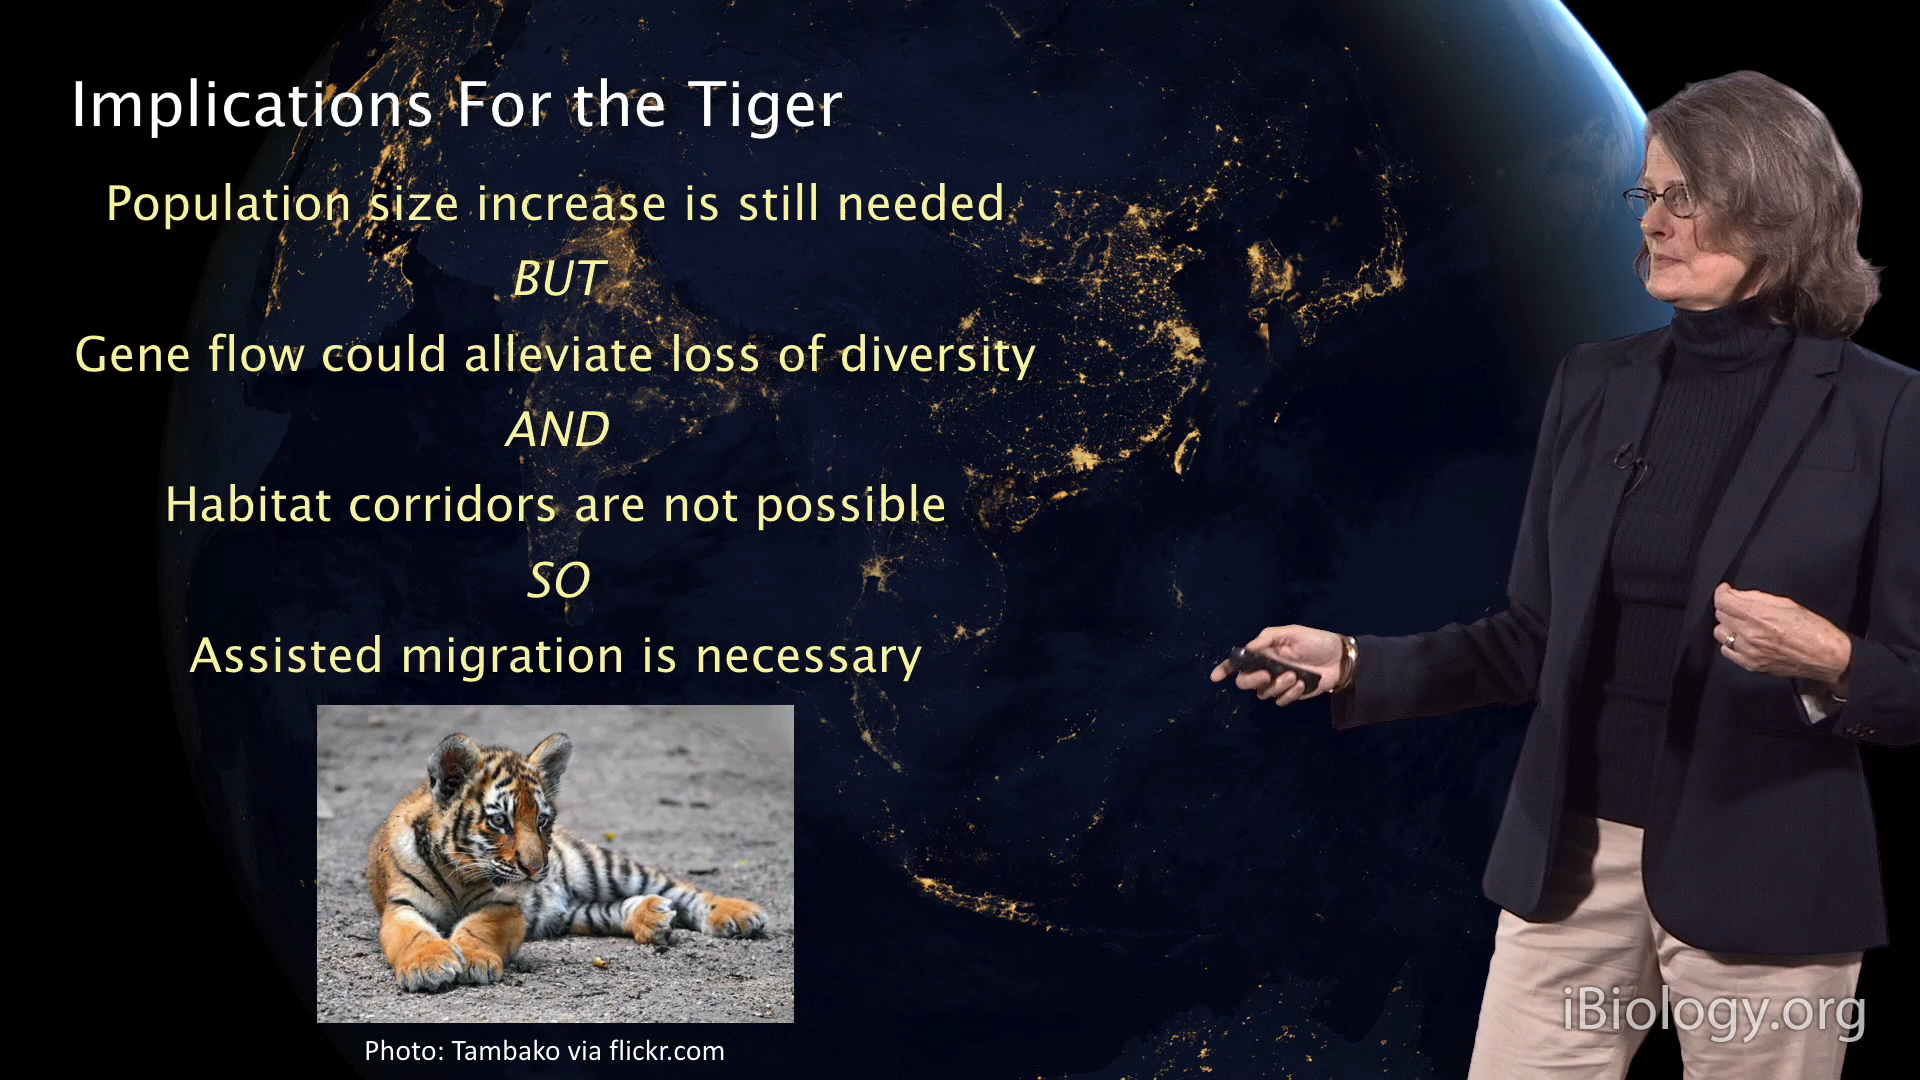 Implications For the Tiger
Population size increase is still needed
BUT
Gene flow could alleviate loss of diversity
AND
Habitat corridors are not possible
SO
Assisted migration is necessary
Photo: Tambako via flickr.com
iBiology.org